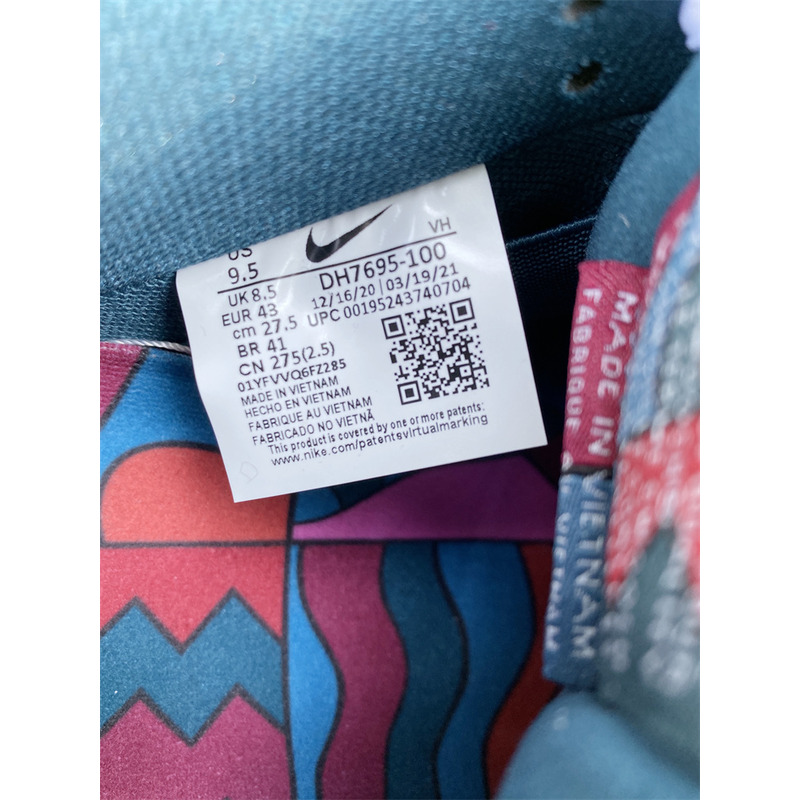 US
9.5
UK 8.5
EUR 43
cm 27.5
BR 41
CN 275(2.5)
VH
DH7695-100
12/16/20 | 03/19/21
UPC 00195243740704
01YFVVQ6FZ285
MADE IN VIETNAM
HECHO EN VIETNAM
FABRIQUE AU VIETNAM
FABRICADO NO VIETNÃ
This product is covered by one or more patents:
www.nike.com/patentsvirtualmarking
MADE IN VIETNAM
FABRIQUE VIETNAM